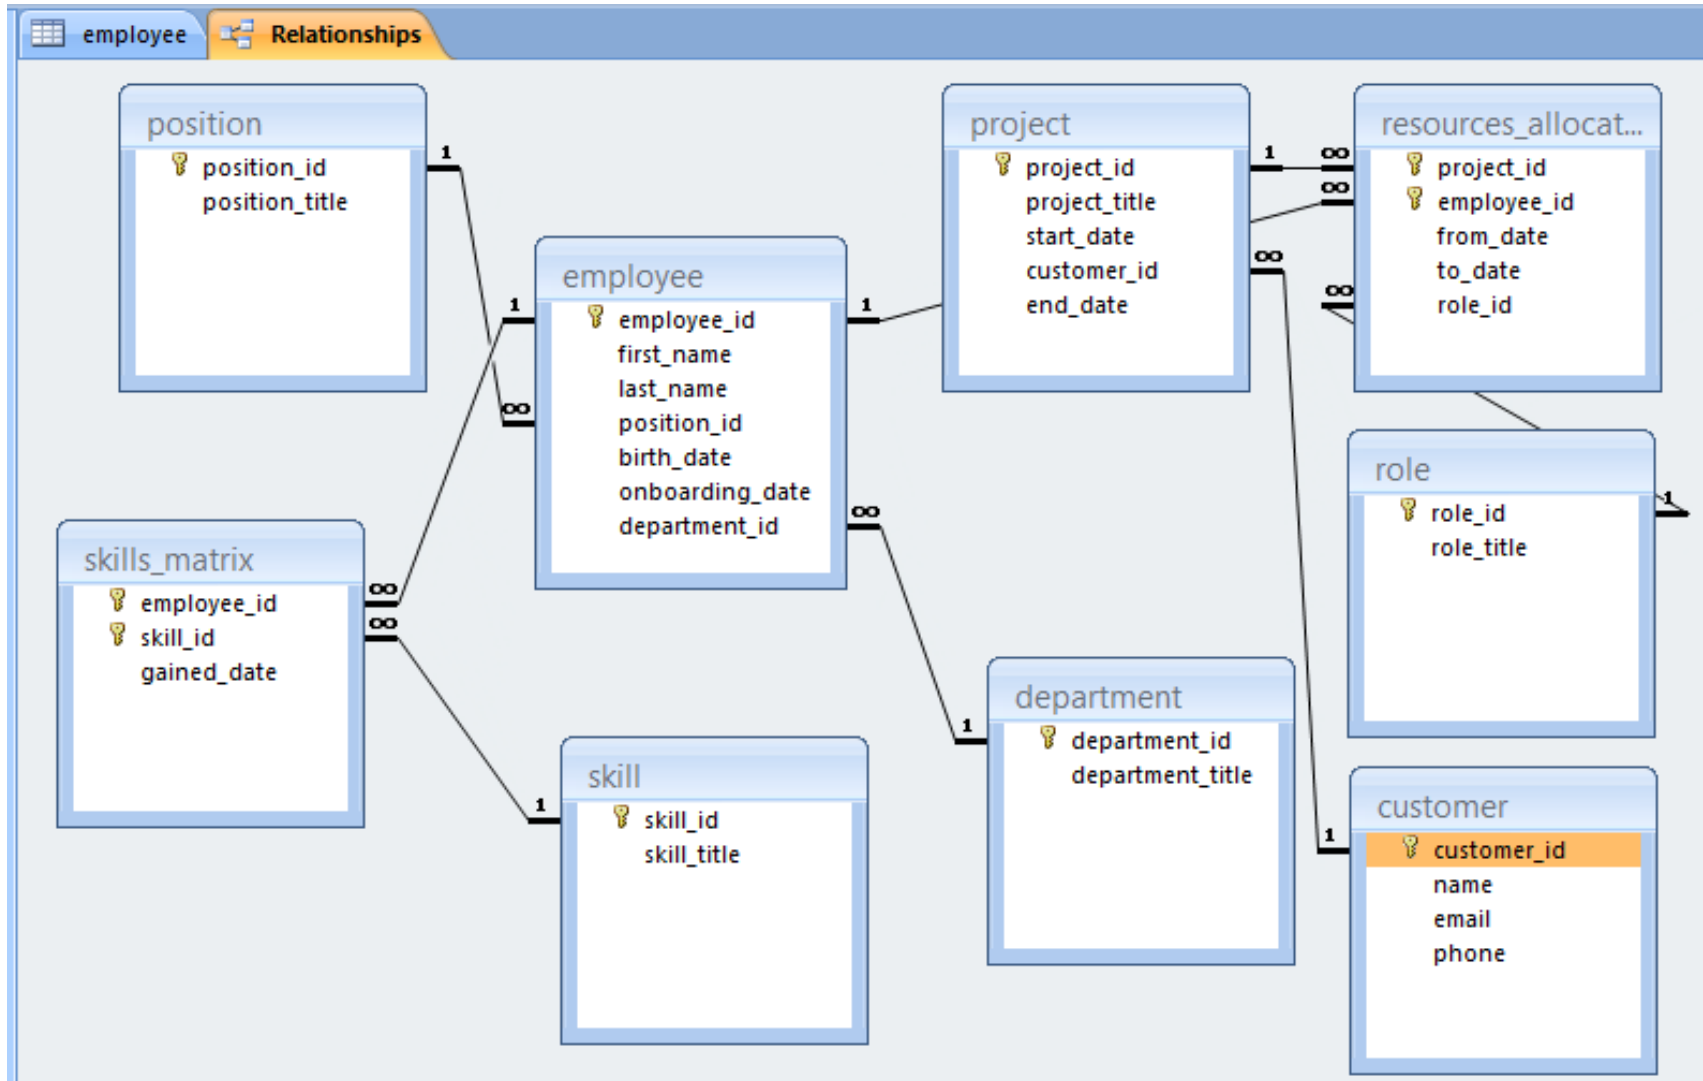 employee
Relationships
position
position_id
position_title
1
∞
employee
employee_id
first_name
last_name
position_id
birth_date
onboarding_date
department_id
1
1
∞
project
project_id
project_title
start_date
customer_id
end_date
1
∞
resources_allocat...
project_id
employee_id
from_date
to_date
role_id
∞
∞
∞
role
role_id
role_title
1
skills_matrix
employee_id
skill_id
gained_date
∞
∞
skill
skill_id
skill_title
1
department
department_id
department_title
1
customer
customer_id
name
email
phone
1